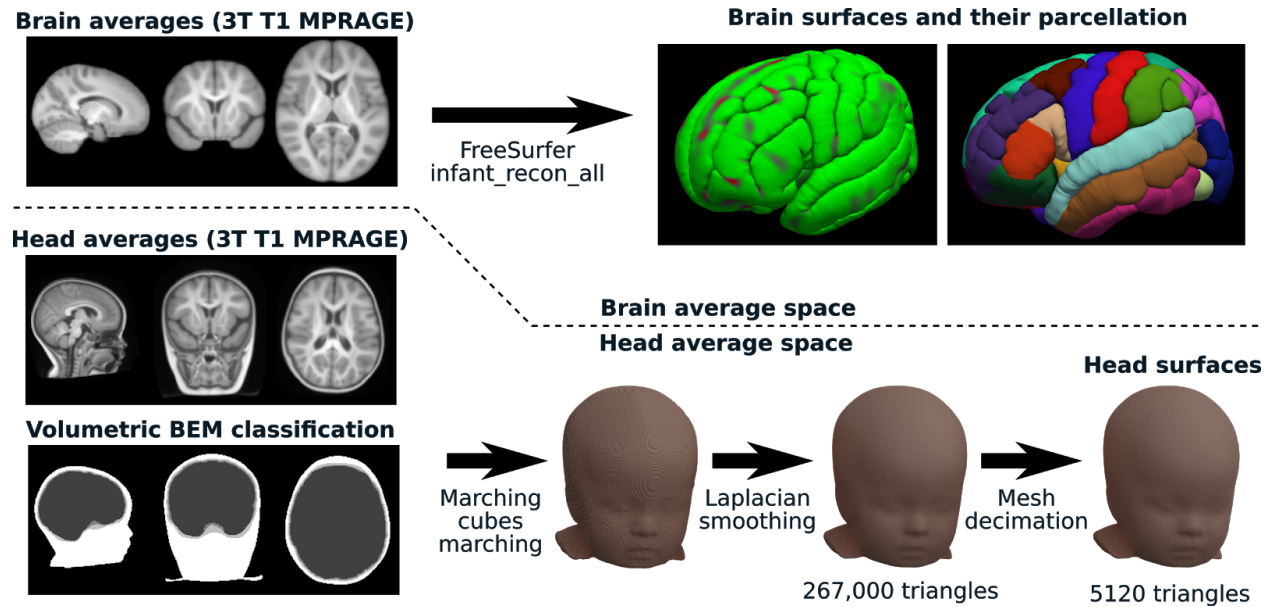 Brain averages (3T T1 MPRAGE)
Brain surfaces and their parcellation
FreeSurfer
infant_recon_all
Head averages (3T T1 MPRAGE)
Brain average space
Head average space
Head surfaces
Volumetric BEM classification
Marching
cubes
marching
Laplacian
smoothing
Mesh
decimation
267,000 triangles
5120 triangles